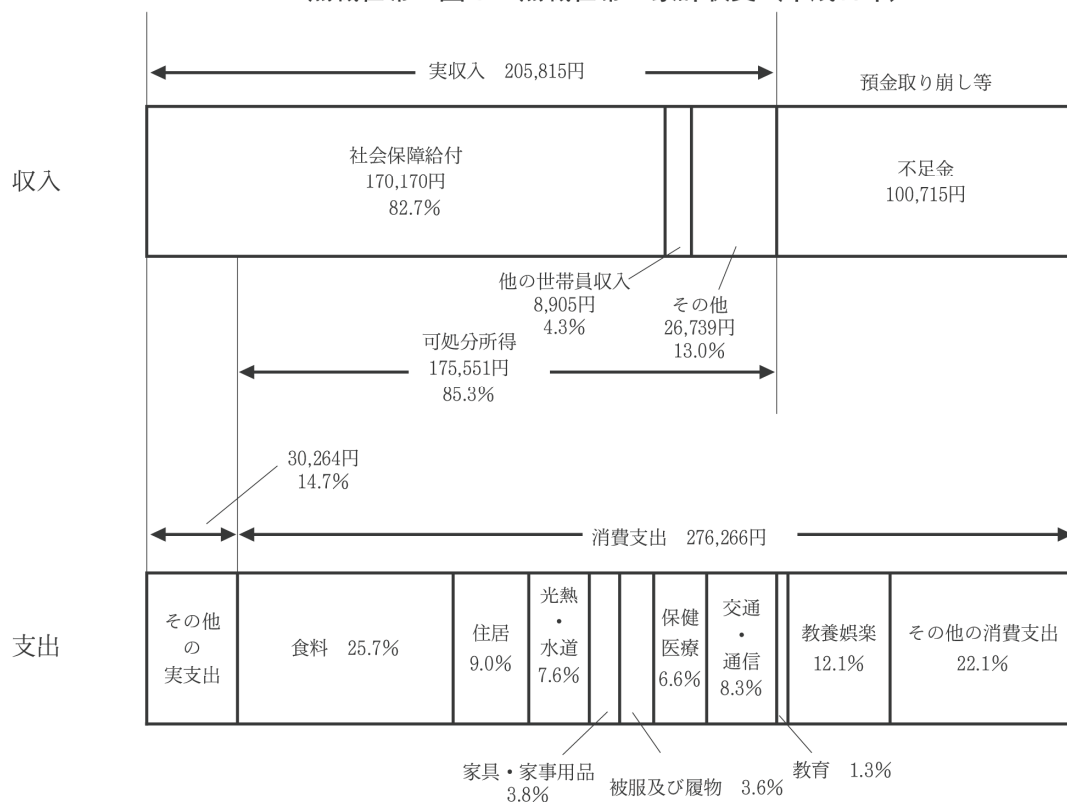 実収入 205,815円
預金取り崩し等
収入
社会保障給付
170,170円
82.7%
不足金
100,715円
他の世帯員収入
8,905円
4.3%
その他
26,739円
13.0%
可処分所得
175,551円
85.3%
30,264円
14.7%
消費支出 276,266円
支出
その他
の
実支出
食料 25.7%
住居
9.0%
光熱
・
水道
7.6%
保健
医療
6.6%
交通
・
通信
8.3%
教養娯楽
12.1%
その他の消費支出
22.1%
家具・家事用品
3.8%
被服及び履物 3.6%
教育 1.3%